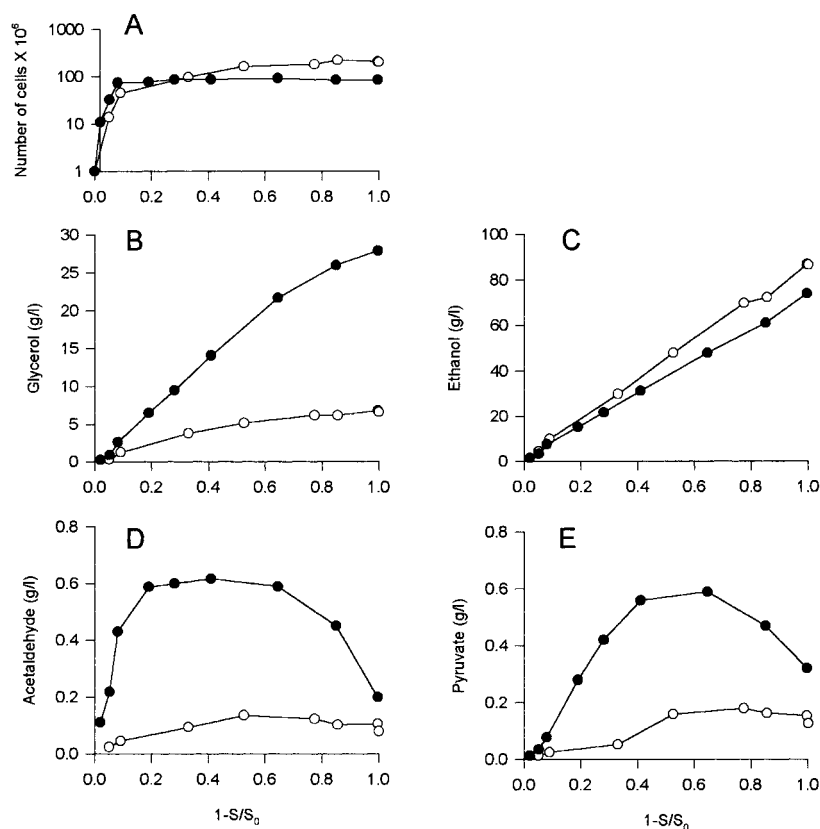 A
Number of cells X 10⁶
1000
100
10
1
0.0 0.2 0.4 0.6 0.8 1.0
B
Glycerol (g/l)
30
25
20
15
10
5
0
0.0 0.2 0.4 0.6 0.8 1.0
C
Ethanol (g/l)
100
80
60
40
20
0
0.0 0.2 0.4 0.6 0.8 1.0
D
Acetaldehyde (g/l)
0.8
0.6
0.4
0.2
0.0
0.0 0.2 0.4 0.6 0.8 1.0
1-S/S₀
E
Pyruvate (g/l)
0.8
0.6
0.4
0.2
0.0
0.0 0.2 0.4 0.6 0.8 1.0
1-S/S₀